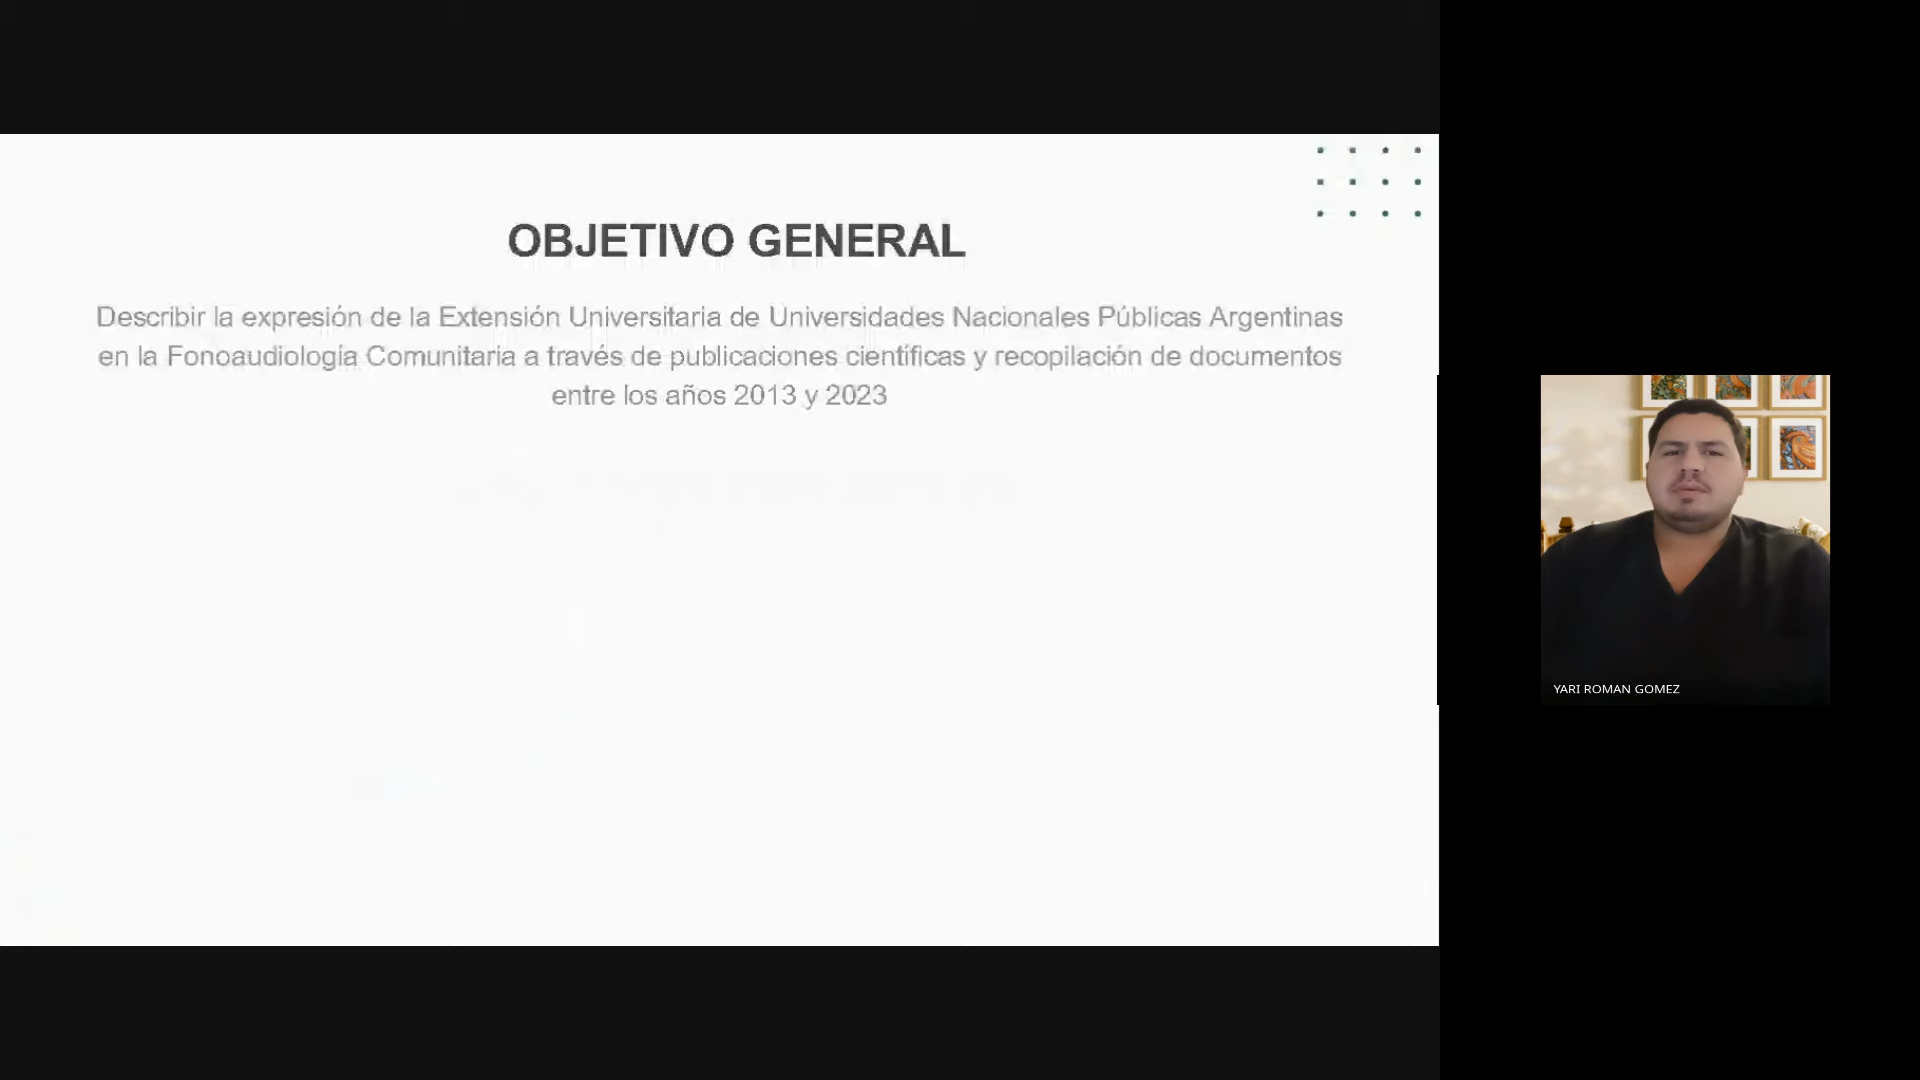 OBJETIVO GENERAL
Describir la expresión de la Extensión Universitaria de Universidades Nacionales Públicas Argentinas
en la Fonoaudiología Comunitaria a través de publicaciones científicas y recopilación de documentos
entre los años 2013 y 2023
YARI ROMAN GOMEZ